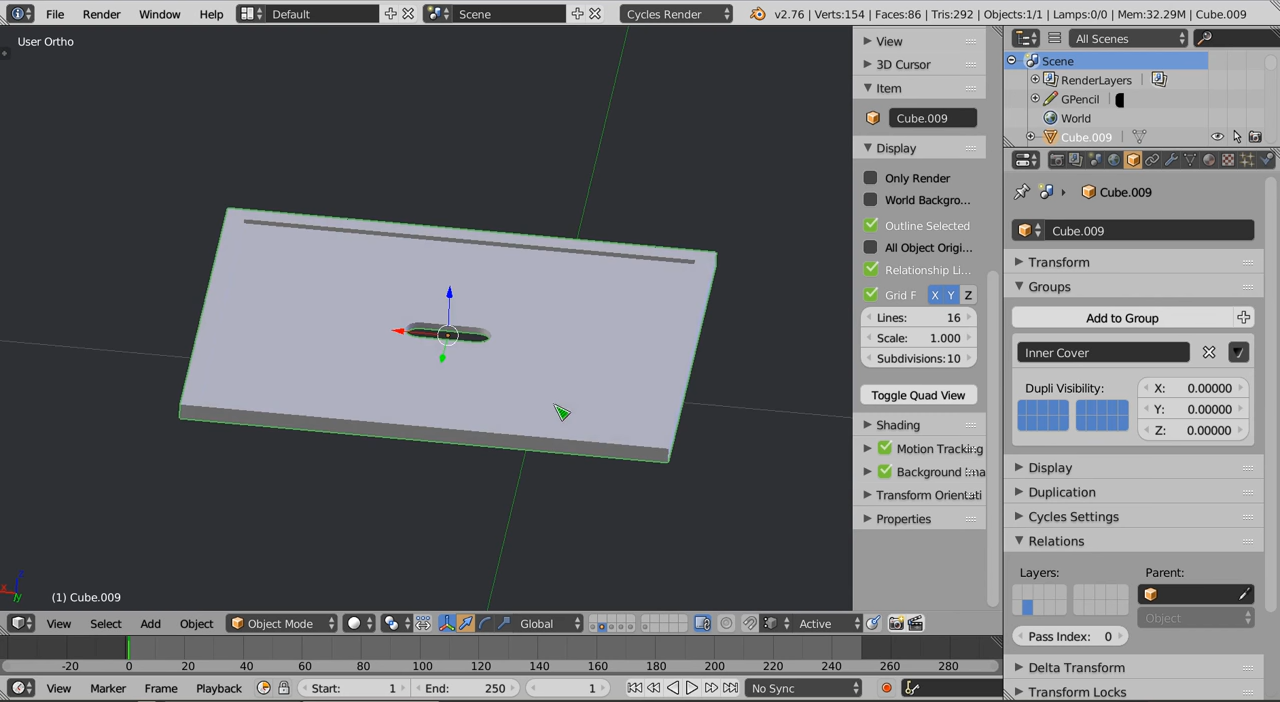 File Render Window Help Default Scene Cycles Render v2.76 | Verts:154 | Faces:86 | Tris:292 | Objects:1/1 | Lamps:0/0 | Mem:32.29M | Cube.009
User Ortho
View
3D Cursor
Item
Cube.009
Display
Only Render
World Backgro...
Outline Selected
All Object Origi...
Relationship Li...
Grid F X Y Z
Lines: 16
Scale: 1.000
Subdivisions: 10
Toggle Quad View
Shading
Motion Tracking
Background Ima
Transform Orientati
Properties
All Scenes
Scene
RenderLayers |
GPencil |
World
Cube.009 |
Cube.009
Cube.009
Transform
Groups
Add to Group
Inner Cover
Dupli Visibility:
X: 0.00000
Y: 0.00000
Z: 0.00000
Display
Duplication
Cycles Settings
Relations
Layers: Parent:
Object
Pass Index: 0
Delta Transform
Transform Locks
z
x
y
(1) Cube.009
View Select Add Object Object Mode Global Active
-20 0 20 40 60 80 100 120 140 160 180 200 220 240 260 280
View Marker Frame Playback Start: 1 End: 250 1 No Sync